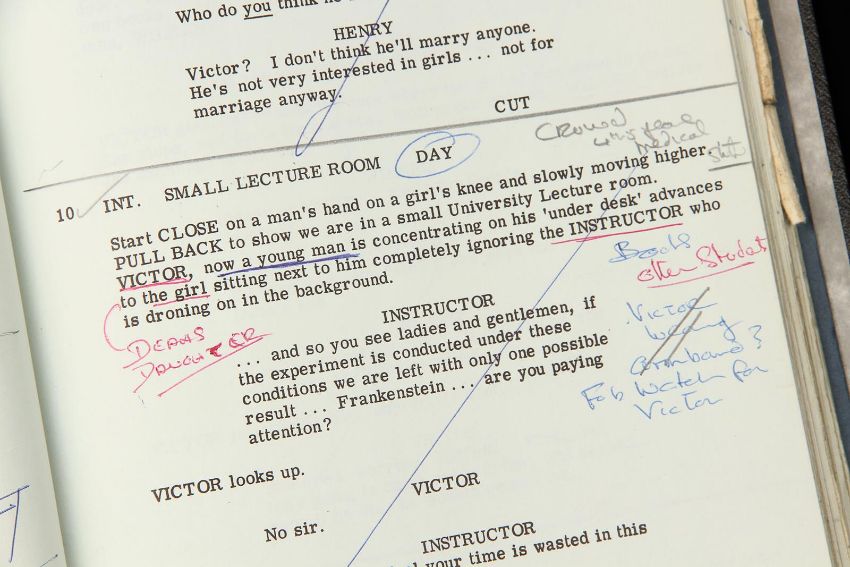 Who do you think he
HENRY
Victor? I don't think he'll marry anyone.
He's not very interested in girls ... not for
marriage anyway.
CUT
Crowd
4th year
Medical
10 INT. SMALL LECTURE ROOM DAY
Start CLOSE on a man's hand on a girl's knee and slowly moving higher.
PULL BACK to show we are in a small University Lecture room.
VICTOR, now a young man is concentrating on his 'under desk' advances
to the girl sitting next to him completely ignoring the INSTRUCTOR who
is droning on in the background.
Books
other Student
DEANS
DAUGHTER
INSTRUCTOR
... and so you see ladies and gentlemen, if
the experiment is conducted under these
conditions we are left with only one possible
result ... Frankenstein ... are you paying
attention?
Victor
Wearing
armband?
Fob Watch for
Victor
VICTOR looks up.
VICTOR
No sir.
INSTRUCTOR
your time is wasted in this